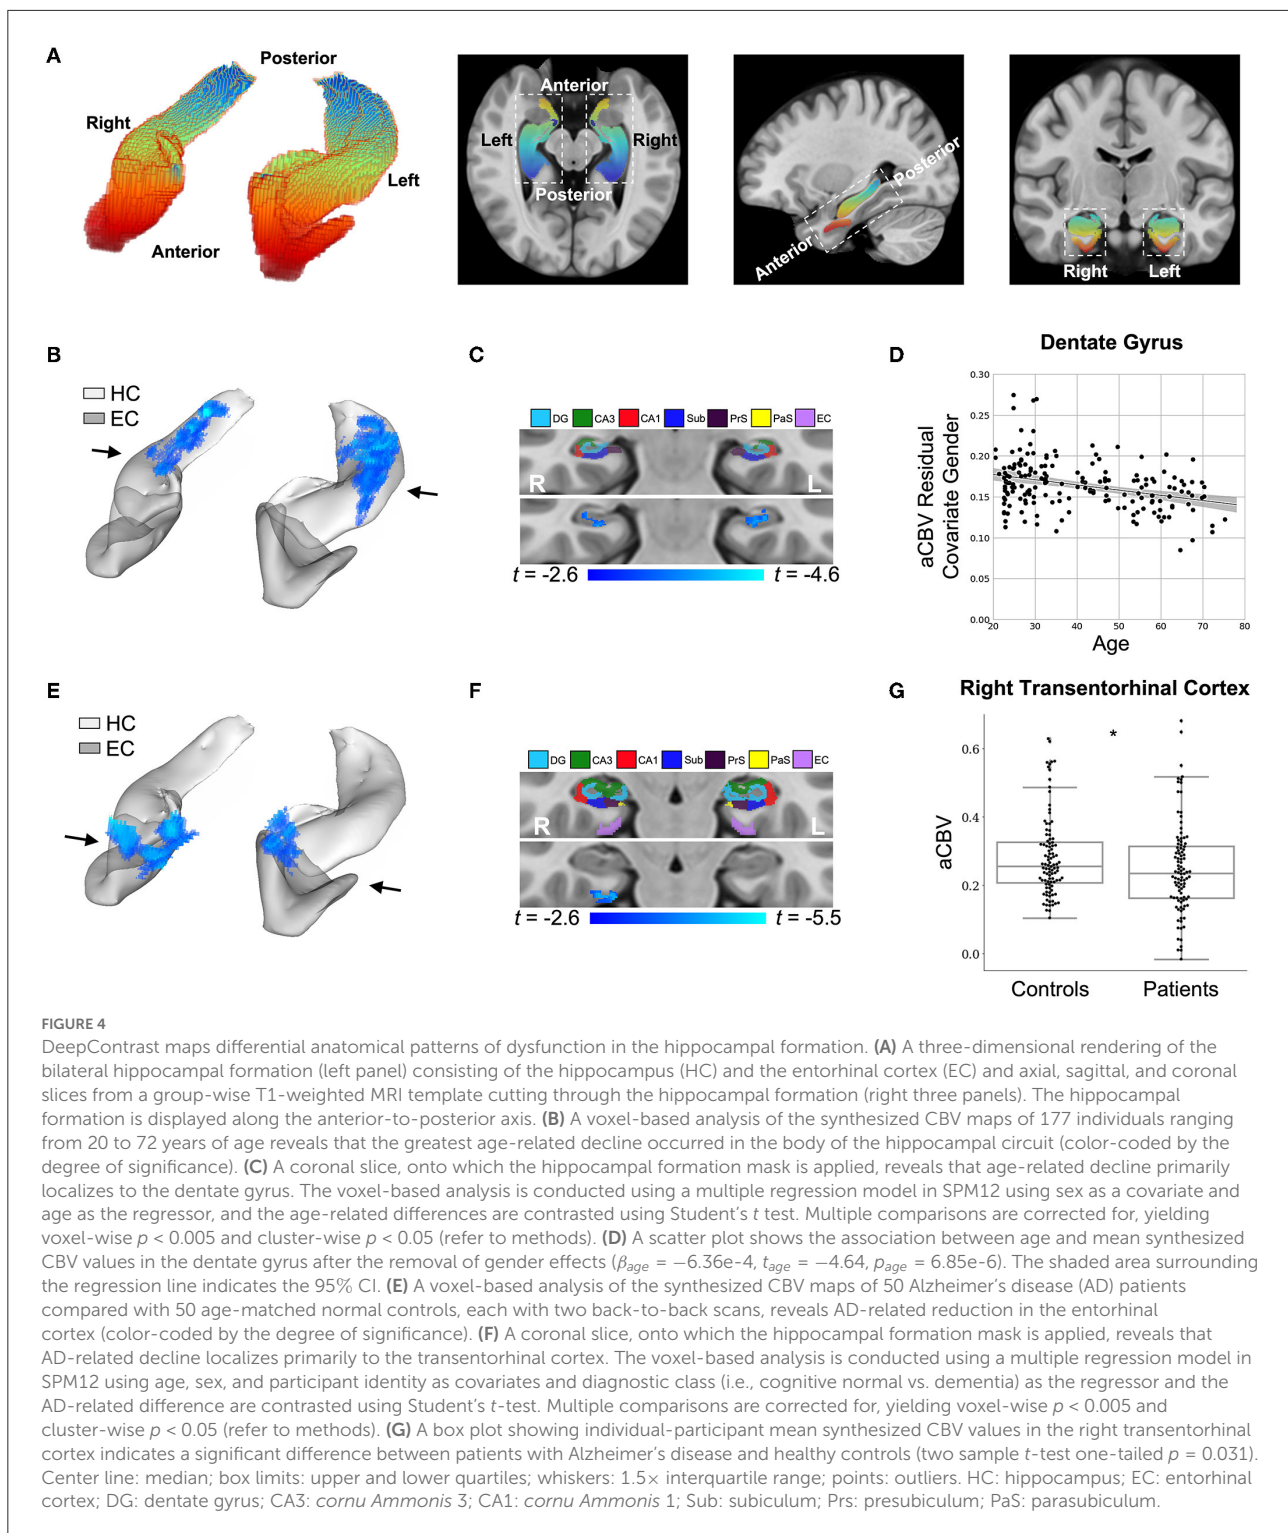 A
Posterior
Right
Left
Anterior
Anterior
Left
Right
Posterior
Posterior
Anterior
Right
Left
B
HC
EC
C
DG CA3 CA1 Sub PrS PaS EC
R
L
t = -2.6
t = -4.6
D
Dentate Gyrus
aCBV Residual
Covariate Gender
0.30
0.25
0.20
0.15
0.10
0.05
0.00
20 30 40 50 60 70 80
Age
E
HC
EC
F
DG CA3 CA1 Sub PrS PaS EC
R
L
t = -2.6
t = -5.5
G
Right Transentorhinal Cortex
*
aCBV
0.6
0.4
0.2
0.0
Controls
Patients
FIGURE 4
DeepContrast maps differential anatomical patterns of dysfunction in the hippocampal formation. (A) A three-dimensional rendering of the
bilateral hippocampal formation (left panel) consisting of the hippocampus (HC) and the entorhinal cortex (EC) and axial, sagittal, and coronal
slices from a group-wise T1-weighted MRI template cutting through the hippocampal formation (right three panels). The hippocampal
formation is displayed along the anterior-to-posterior axis. (B) A voxel-based analysis of the synthesized CBV maps of 177 individuals ranging
from 20 to 72 years of age reveals that the greatest age-related decline occurred in the body of the hippocampal circuit (color-coded by the
degree of significance). (C) A coronal slice, onto which the hippocampal formation mask is applied, reveals that age-related decline primarily
localizes to the dentate gyrus. The voxel-based analysis is conducted using a multiple regression model in SPM12 using sex as a covariate and
age as the regressor, and the age-related differences are contrasted using Student's t test. Multiple comparisons are corrected for, yielding
voxel-wise p < 0.005 and cluster-wise p < 0.05 (refer to methods). (D) A scatter plot shows the association between age and mean synthesized
CBV values in the dentate gyrus after the removal of gender effects (βage = −6.36e-4, tage = −4.64, page = 6.85e-6). The shaded area surrounding
the regression line indicates the 95% CI. (E) A voxel-based analysis of the synthesized CBV maps of 50 Alzheimer's disease (AD) patients
compared with 50 age-matched normal controls, each with two back-to-back scans, reveals AD-related reduction in the entorhinal
cortex (color-coded by the degree of significance). (F) A coronal slice, onto which the hippocampal formation mask is applied, reveals that
AD-related decline localizes primarily to the transentorhinal cortex. The voxel-based analysis is conducted using a multiple regression model in
SPM12 using age, sex, and participant identity as covariates and diagnostic class (i.e., cognitive normal vs. dementia) as the regressor and the
AD-related difference are contrasted using Student's t-test. Multiple comparisons are corrected for, yielding voxel-wise p < 0.005 and
cluster-wise p < 0.05 (refer to methods). (G) A box plot showing individual-participant mean synthesized CBV values in the right transentorhinal
cortex indicates a significant difference between patients with Alzheimer's disease and healthy controls (two sample t-test one-tailed p = 0.031).
Center line: median; box limits: upper and lower quartiles; whiskers: 1.5× interquartile range; points: outliers. HC: hippocampus; EC: entorhinal
cortex; DG: dentate gyrus; CA3: cornu Ammonis 3; CA1: cornu Ammonis 1; Sub: subiculum; Prs: presubiculum; PaS: parasubiculum.